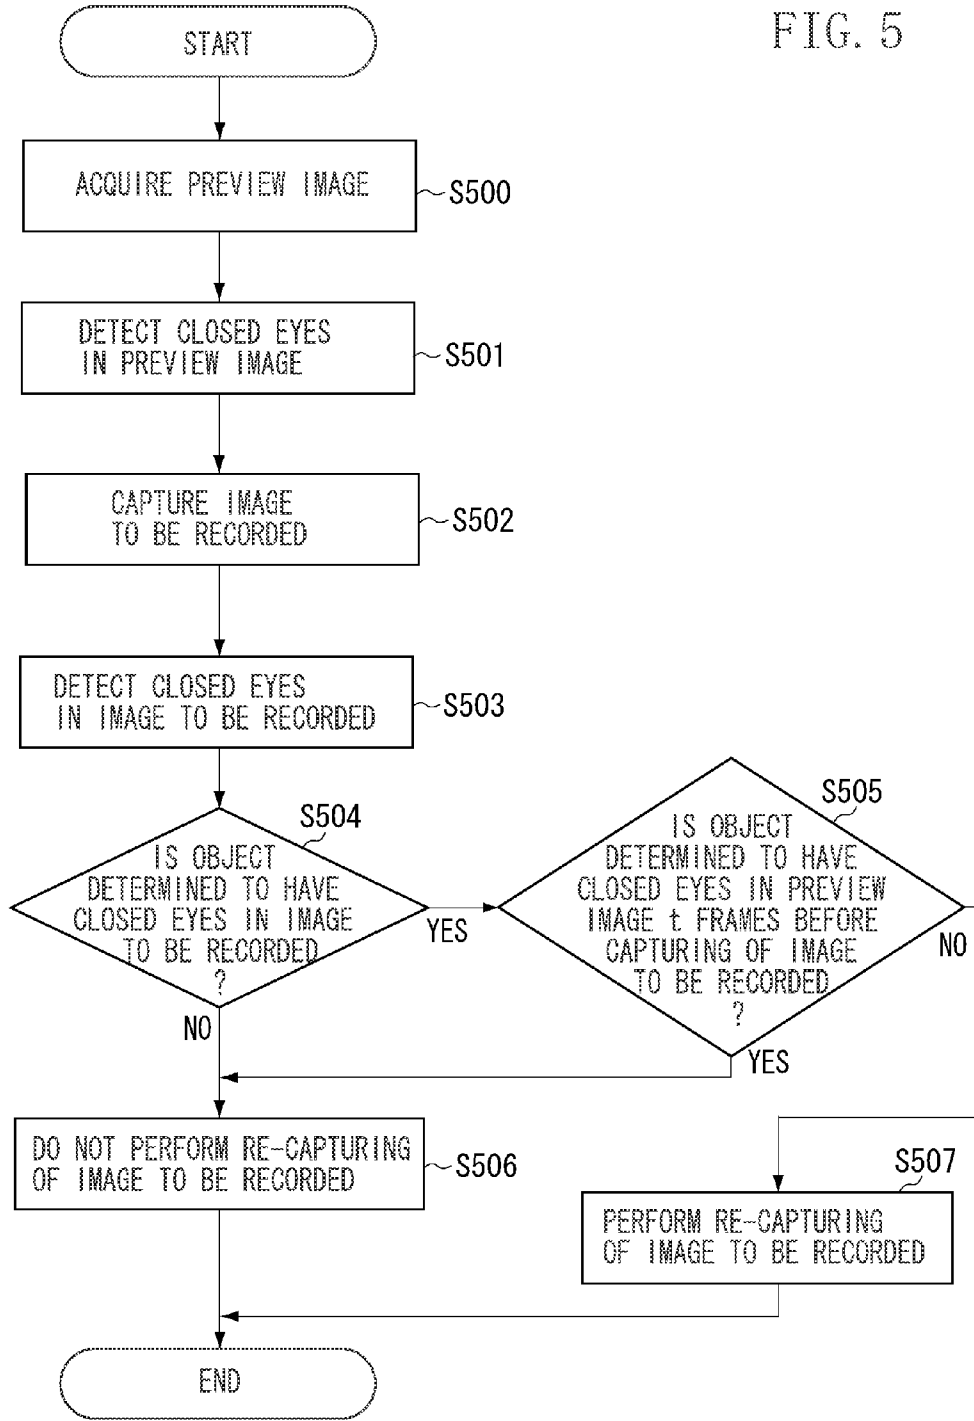 FIG. 5
START
ACQUIRE PREVIEW IMAGE
S500
DETECT CLOSED EYES
IN PREVIEW IMAGE
S501
CAPTURE IMAGE
TO BE RECORDED
S502
DETECT CLOSED EYES
IN IMAGE TO BE RECORDED
S503
S504
IS OBJECT
DETERMINED TO HAVE
CLOSED EYES IN IMAGE
TO BE RECORDED
?
YES
NO
S505
IS OBJECT
DETERMINED TO HAVE
CLOSED EYES IN PREVIEW
IMAGE t FRAMES BEFORE
CAPTURING OF IMAGE
TO BE RECORDED
?
NO
YES
DO NOT PERFORM RE-CAPTURING
OF IMAGE TO BE RECORDED
S506
S507
PERFORM RE-CAPTURING
OF IMAGE TO BE RECORDED
END